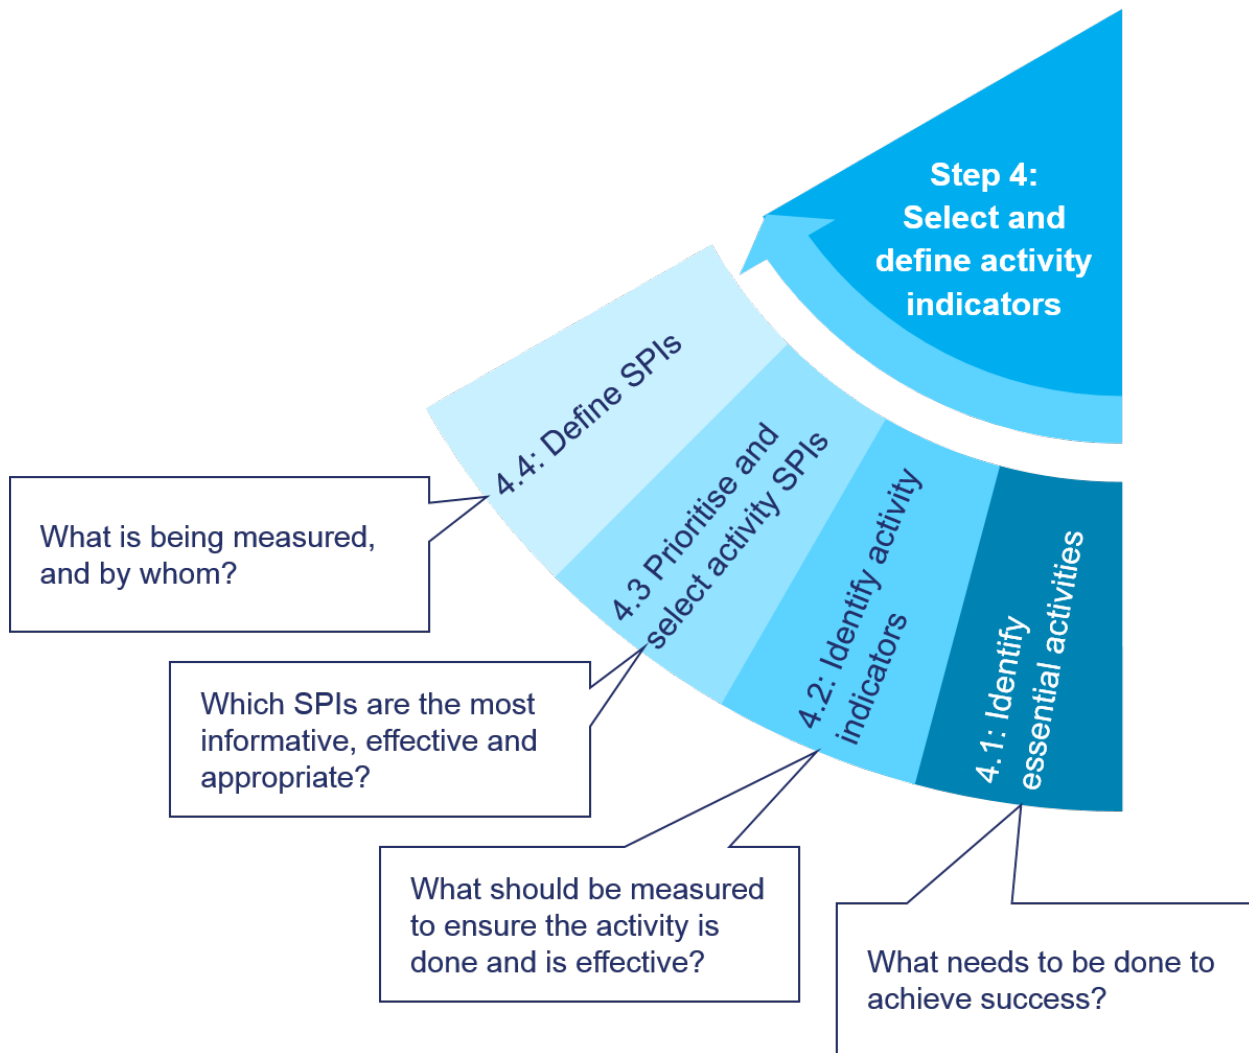 Step 4:
Select and
define activity
indicators
4.4: Define SPIs
4.3 Prioritise and
select activity SPIs
4.2: Identify activity
indicators
4.1: Identify
essential activities
What is being measured,
and by whom?
Which SPIs are the most
informative, effective and
appropriate?
What should be measured
to ensure the activity is
done and is effective?
What needs to be done to
achieve success?